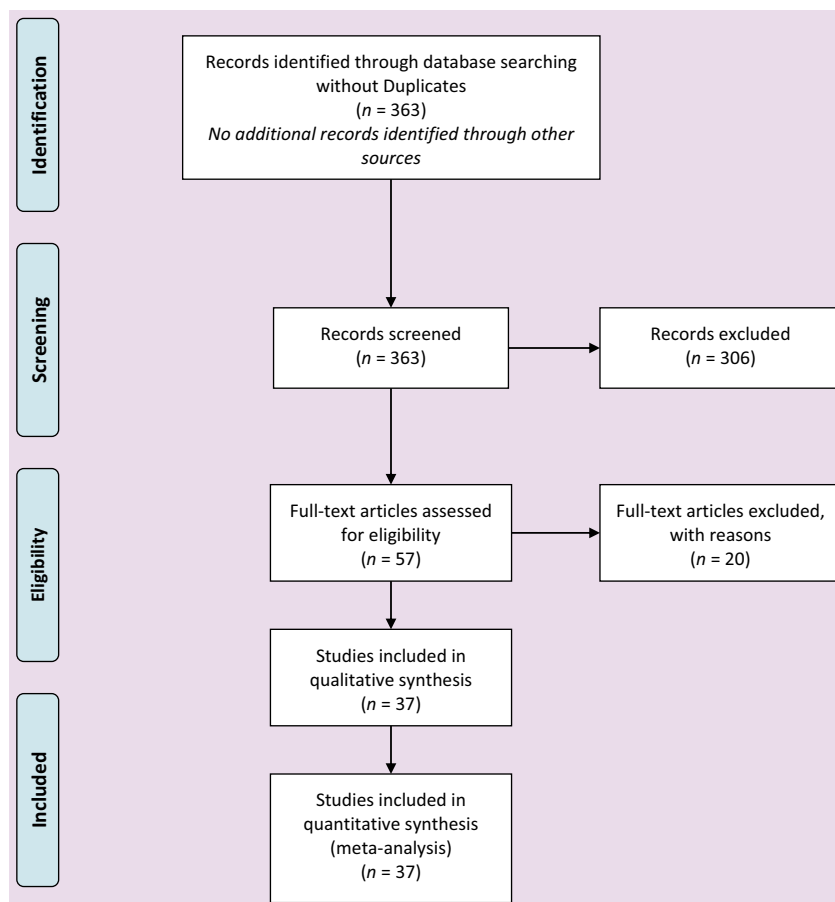 Identification
Records identified through database searching
without Duplicates
(n = 363)
No additional records identified through other
sources
Screening
Records screened
(n = 363)
Records excluded
(n = 306)
Eligibility
Full-text articles assessed
for eligibility
(n = 57)
Full-text articles excluded,
with reasons
(n = 20)
Studies included in
qualitative synthesis
(n = 37)
Included
Studies included in
quantitative synthesis
(meta-analysis)
(n = 37)